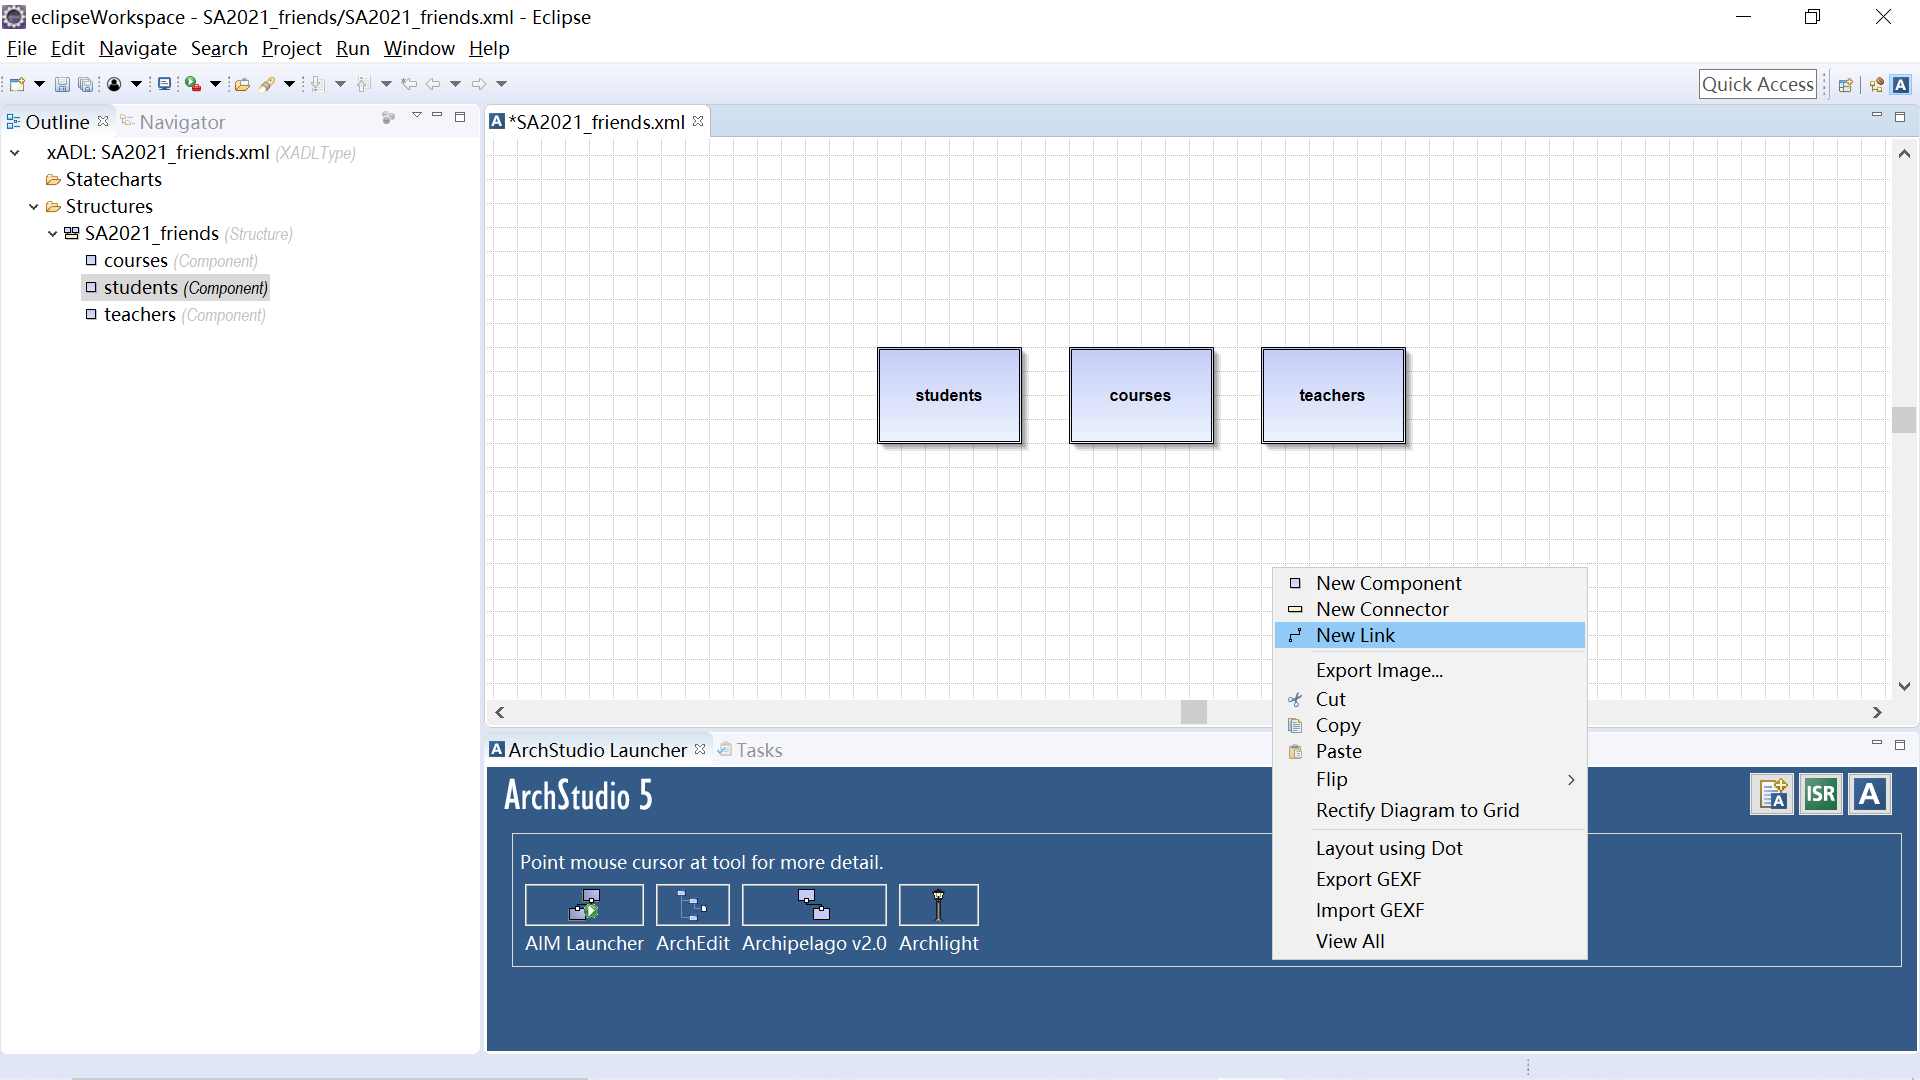 eclipseWorkspace - SA2021_friends/SA2021_friends.xml - Eclipse
File Edit Navigate Search Project Run Window Help
Quick Access
A
Outline Navigator
xADL: SA2021_friends.xml (XADLType)
Statecharts
Structures
SA2021_friends (Structure)
courses (Component)
students (Component)
teachers (Component)
A *SA2021_friends.xml
students
courses
teachers
New Component
New Connector
New Link
Export Image...
Cut
Copy
Paste
Flip
Rectify Diagram to Grid
Layout using Dot
Export GEXF
Import GEXF
View All
A ArchStudio Launcher Tasks
ArchStudio 5
A ISR A
Point mouse cursor at tool for more detail.
AIM Launcher ArchEdit Archipelago v2.0 Archlight